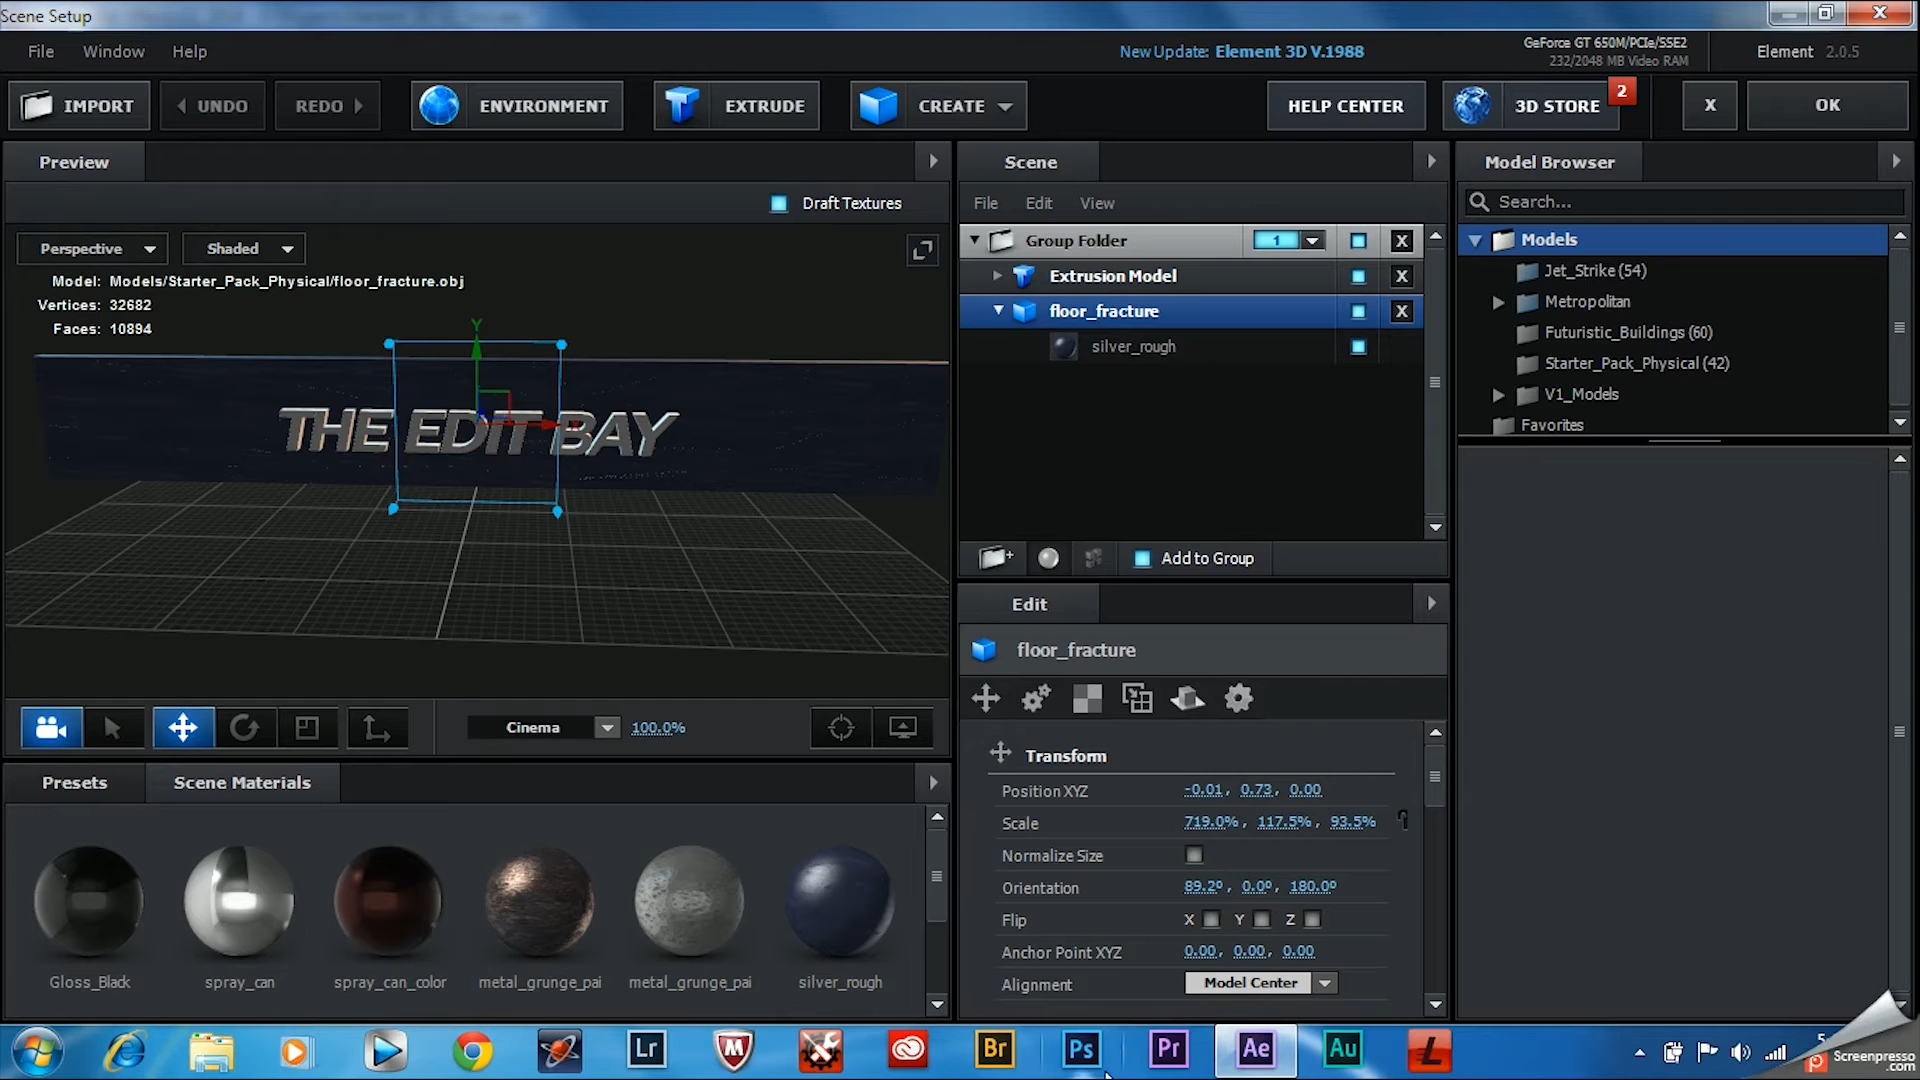 Scene Setup
File Window Help
New Update: Element 3D V.1988
GeForce GT 650M/PCIe/SSE2
232/2048 MB Video RAM
Element 2.0.5
IMPORT UNDO REDO ENVIRONMENT EXTRUDE CREATE HELP CENTER 3D STORE 2 X OK
Preview
Draft Textures
Perspective Shaded
Model: Models/Starter_Pack_Physical/floor_fracture.obj
Vertices: 32682
Faces: 10894
Y
THE EDIT BAY
Cinema 100.0%
Presets Scene Materials
Gloss_Black spray_can spray_can_color metal_grunge_pai metal_grunge_pai silver_rough
Scene
File Edit View
Group Folder 1 X
Extrusion Model X
floor_fracture X
silver_rough
Add to Group
Edit
floor_fracture
Transform
Position XYZ -0.01, 0.73, 0.00
Scale 719.0%, 117.5%, 93.5%
Normalize Size
Orientation 89.2º, 0.0º, 180.0º
Flip X Y Z
Anchor Point XYZ 0.00, 0.00, 0.00
Alignment Model Center
Model Browser
Search...
Models
Jet_Strike (54)
Metropolitan
Futuristic_Buildings (60)
Starter_Pack_Physical (42)
V1_Models
Favorites
Lr Br Ps Pr Ae Au L
Screenpresso
.com